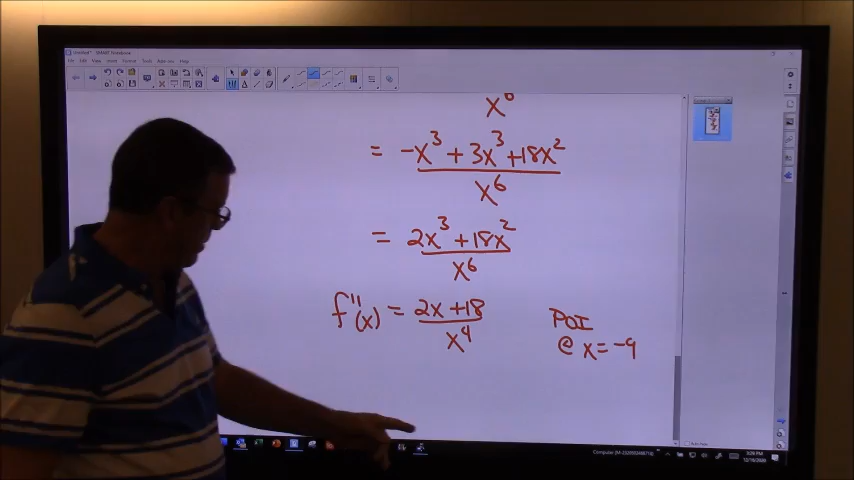 x⁶
= -x³ + 3x³ + 18x²
x⁶
= 2x³ + 18x²
x⁶
f''(x) = 2x + 18
x⁴
POI
@ x = -9